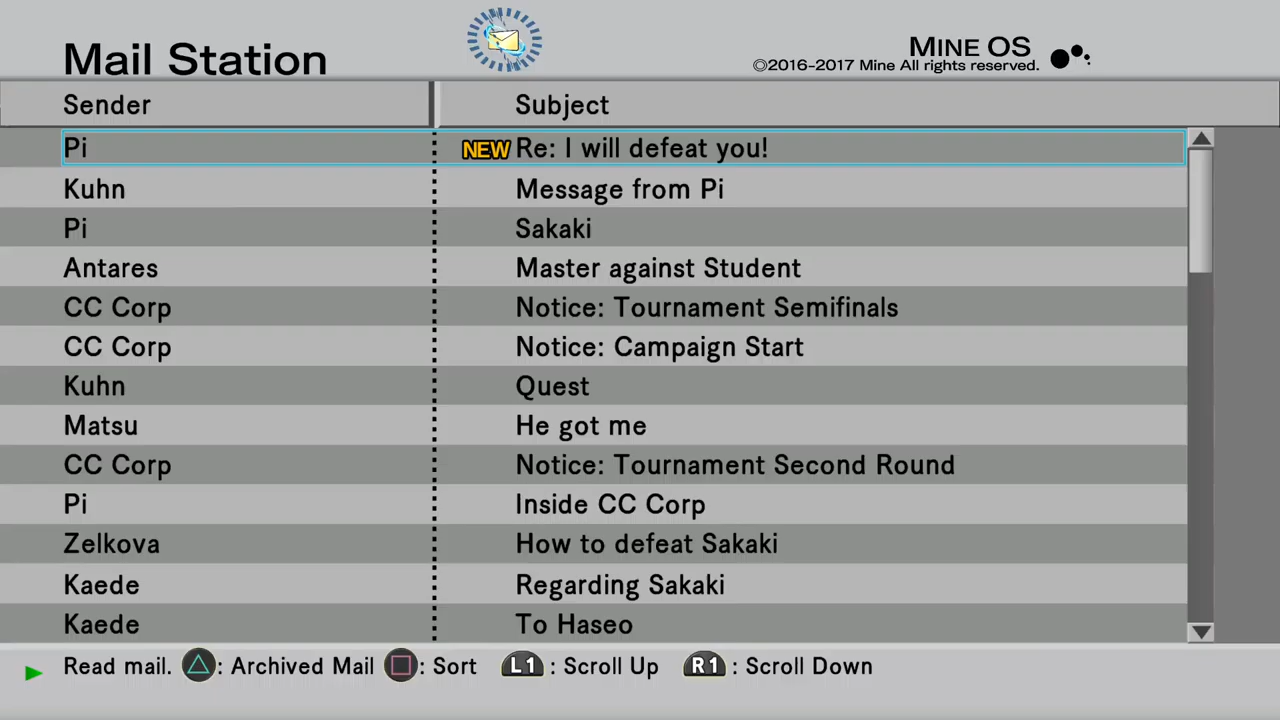 Mail Station
MINE OS
©2016-2017 Mine All rights reserved.
Sender Subject
Pi NEW Re: I will defeat you!
Kuhn Message from Pi
Pi Sakaki
Antares Master against Student
CC Corp Notice: Tournament Semifinals
CC Corp Notice: Campaign Start
Kuhn Quest
Matsu He got me
CC Corp Notice: Tournament Second Round
Pi Inside CC Corp
Zelkova How to defeat Sakaki
Kaede Regarding Sakaki
Kaede To Haseo
Read mail. : Archived Mail : Sort L1 : Scroll Up R1 : Scroll Down